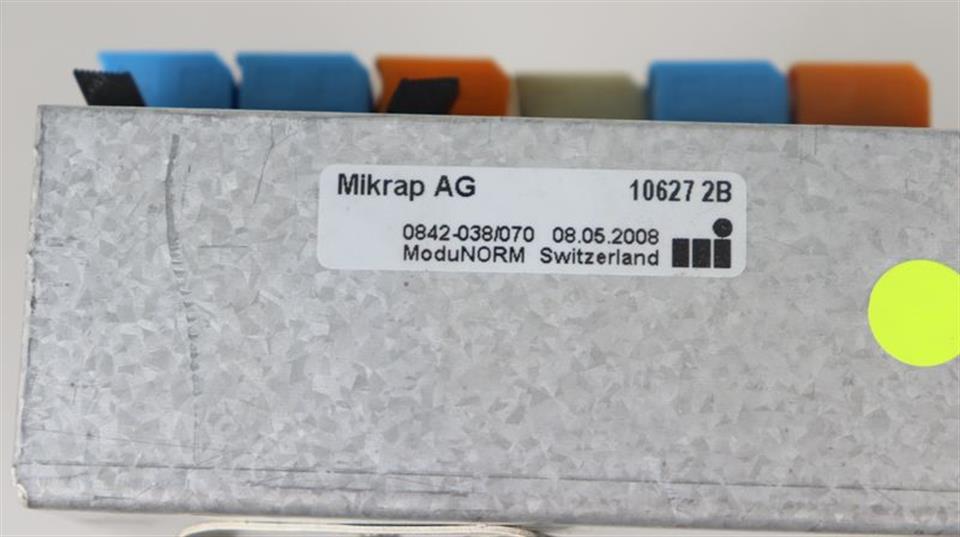 Mikrap AG 10627 2B
0842-038/070 08.05.2008
ModuNORM Switzerland